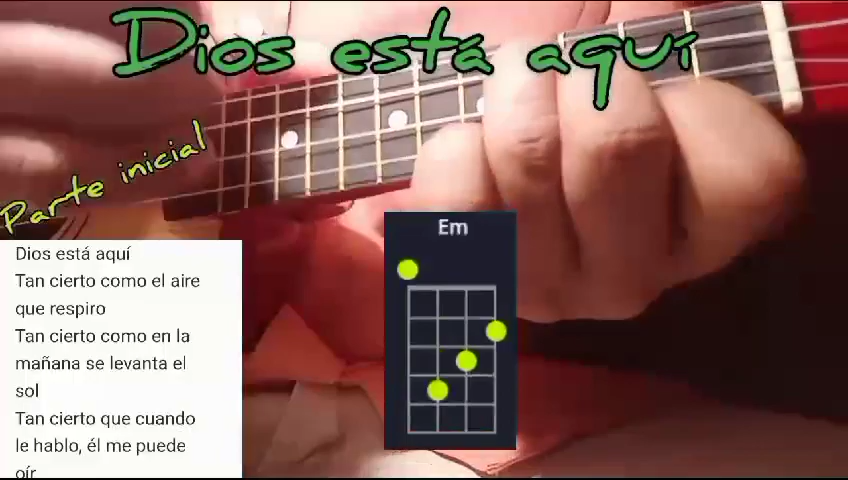 Dios está aquí
Parte inicial
Em
Dios está aquí
Tan cierto como el aire
que respiro
Tan cierto como en la
mañana se levanta el
sol
Tan cierto que cuando
le hablo, él me puede
oír